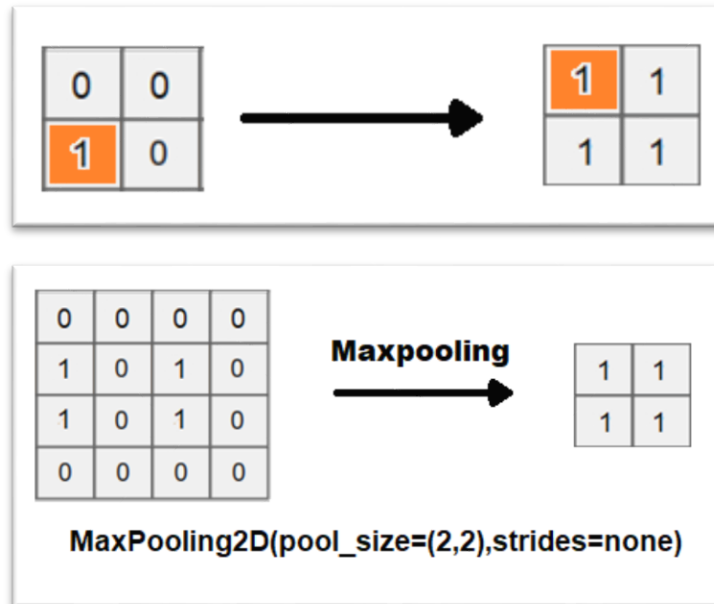 0 0 1 1
1 0 1 1
0 0 0 0
1 0 1 0
Maxpooling
1 1
1 0 1 0
1 1
0 0 0 0
MaxPooling2D(pool_size=(2,2),strides=none)